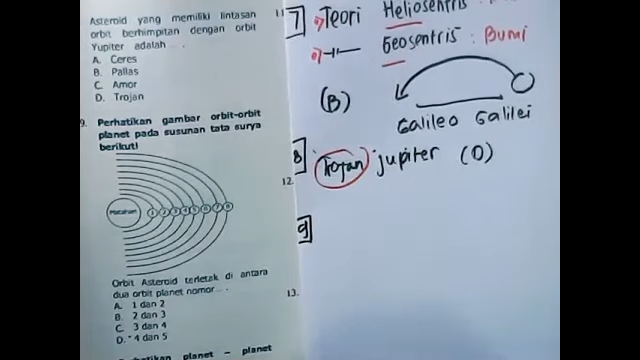 Asteroid yang memiliki lintasan
orbit berhimpitan dengan orbit
Yupiter adalah . . .
A. Ceres
B. Pallas
C. Amor
D. Trojan
9. Perhatikan gambar orbit-orbit
planet pada susunan tata surya
berikut!
Matahari
1 2 3 4 5 6 7 8
Orbit Asteroid terletak di antara
dua orbit planet nomor . . .
A. 1 dan 2
B. 2 dan 3
C. 3 dan 4
D. 4 dan 5
planet – planet
12.
13.
7] Teori Heliosentris
Geosentris : Bumi
(B)
Galileo Galilei
8] Trojan jupiter (D)
9]